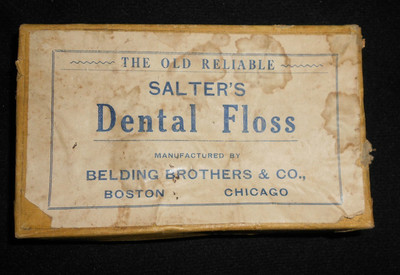 THE OLD RELIABLE
SALTER'S
Dental Floss
MANUFACTURED BY
BELDING BROTHERS & CO.,
BOSTON CHICAGO